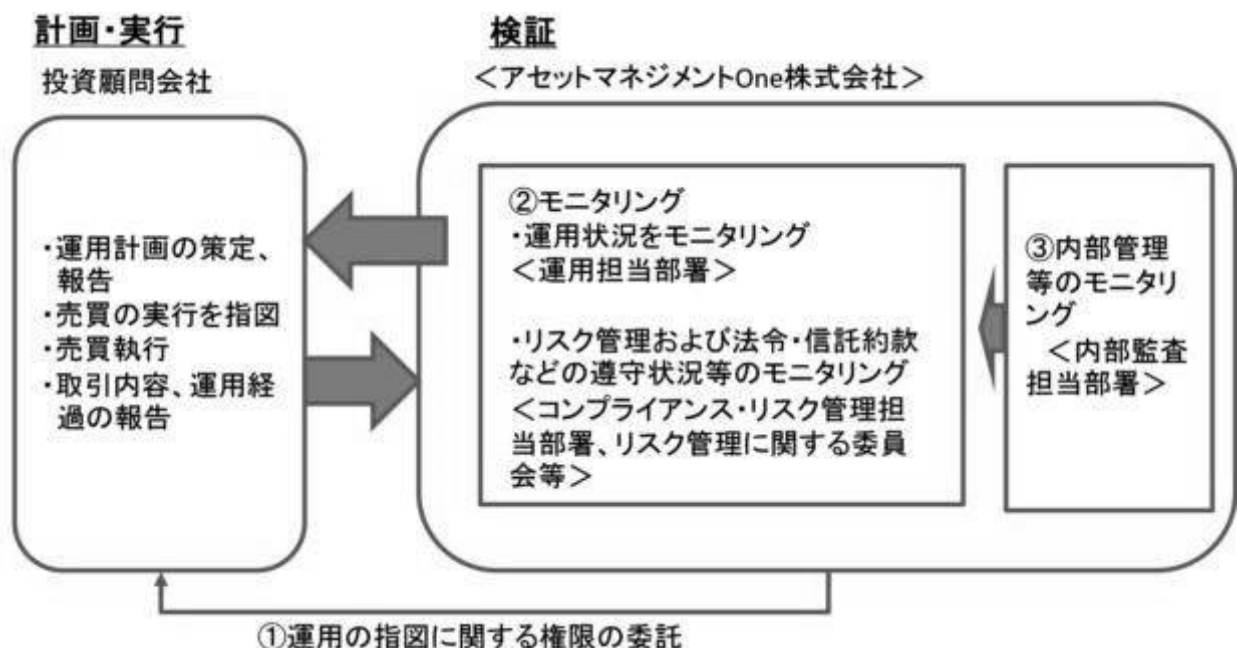 計画・実行
投資顧問会社
・運用計画の策定、
報告
・売買の実行を指図
・売買執行
・取引内容、運用経
過の報告
検証
＜アセットマネジメントOne株式会社＞
②モニタリング
・運用状況をモニタリング
＜運用担当部署＞
・リスク管理および法令・信託約款
などの遵守状況等のモニタリング
＜コンプライアンス・リスク管理担
当部署、リスク管理に関する委員
会等＞
③内部管理
等のモニタリ
ング
＜内部監査
担当部署＞
①運用の指図に関する権限の委託